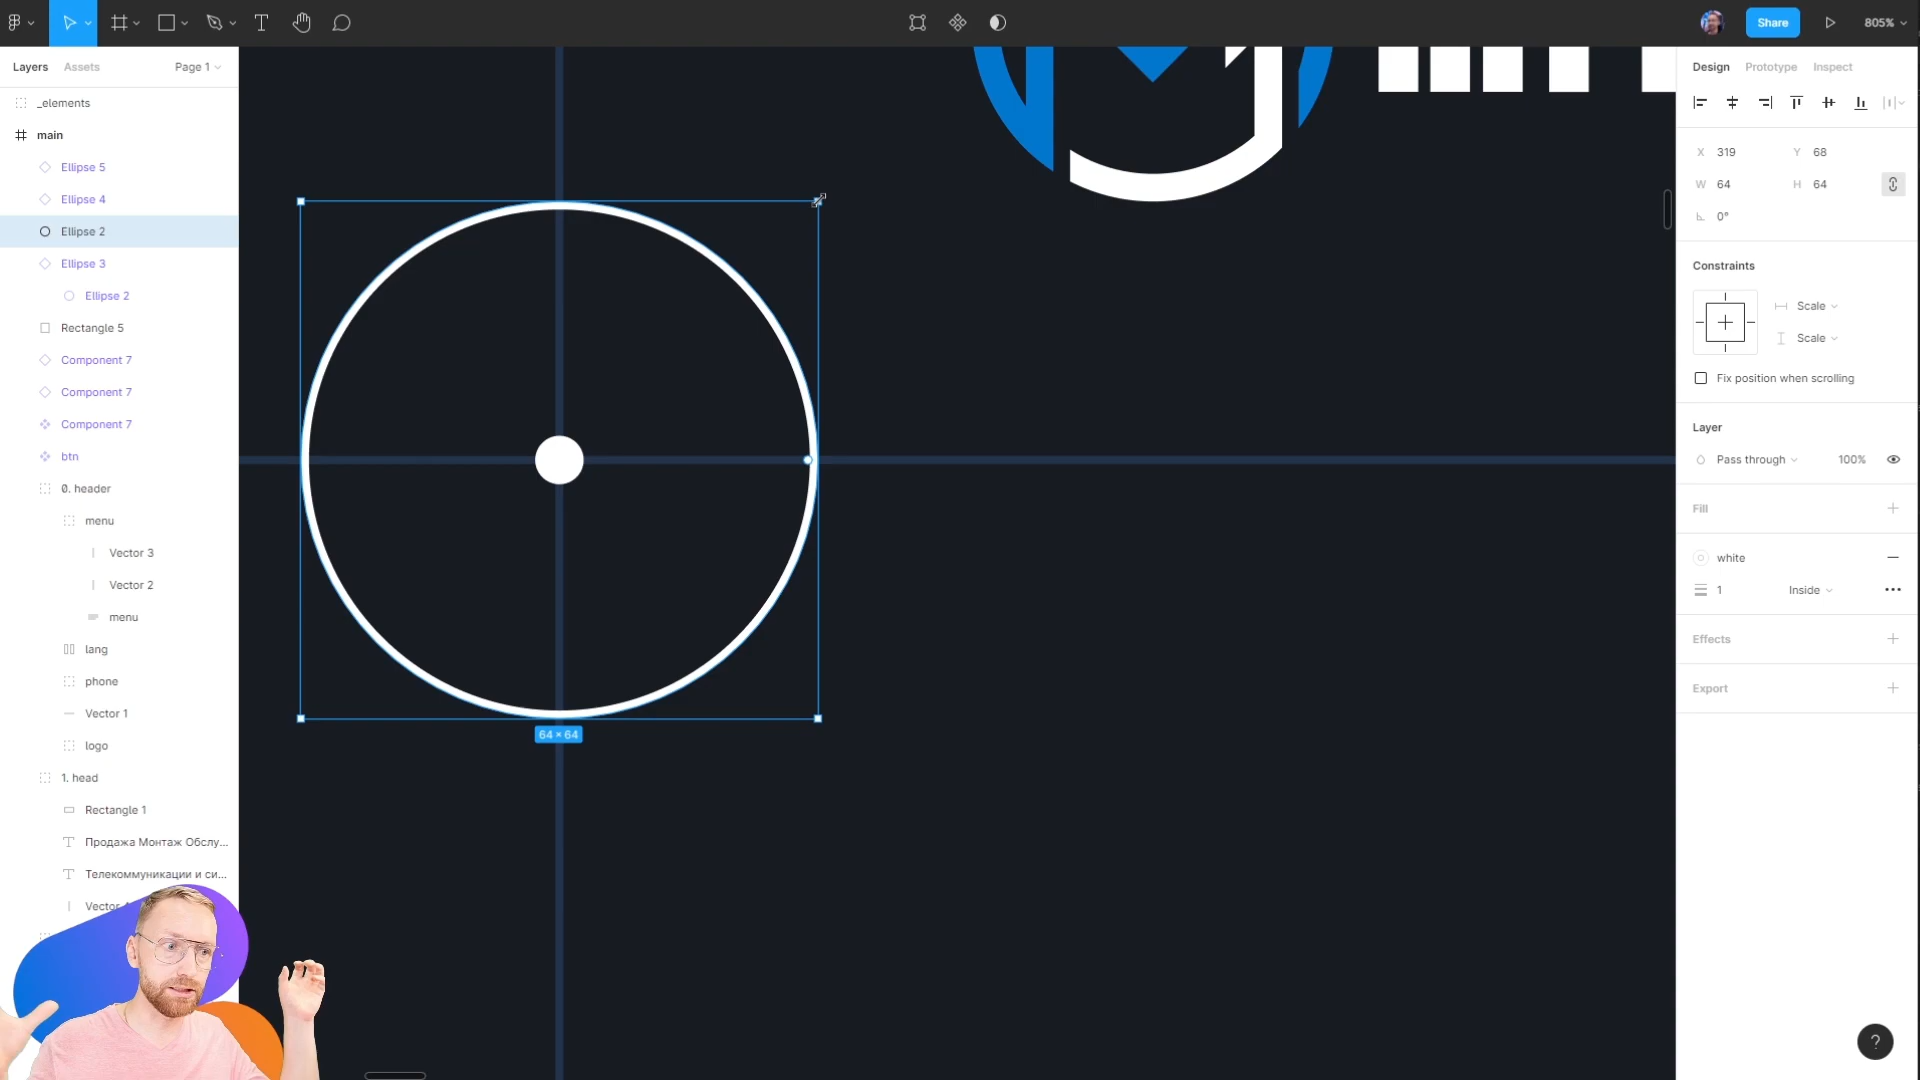 Share
805%
Layers
Assets
Page 1
_elements
main
Ellipse 5
Ellipse 4
Ellipse 2
Ellipse 3
Ellipse 2
Rectangle 5
Component 7
Component 7
Component 7
btn
0. header
menu
Vector 3
Vector 2
menu
lang
phone
Vector 1
logo
1. head
Rectangle 1
Продажа Монтаж Обслу...
Телекоммуникации и си...
Vector
64 × 64
Design
Prototype
Inspect
X 319
Y 68
W 64
H 64
0°
Constraints
Scale
Scale
Fix position when scrolling
Layer
Pass through
100%
Fill
white
1
Inside
Effects
Export
?